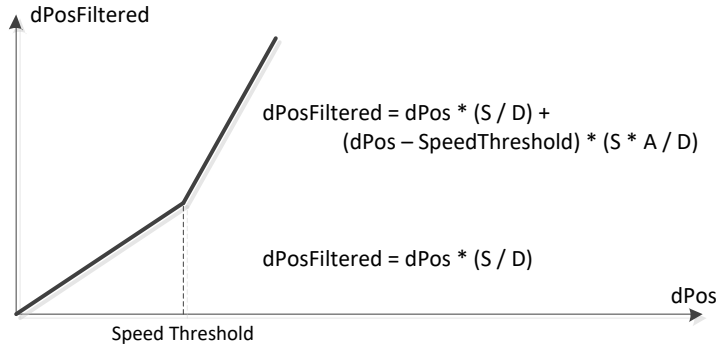 dPosFiltered
dPosFiltered = dPos * (S / D) +
(dPos – SpeedThreshold) * (S * A / D)
dPosFiltered = dPos * (S / D)
dPos
Speed Threshold